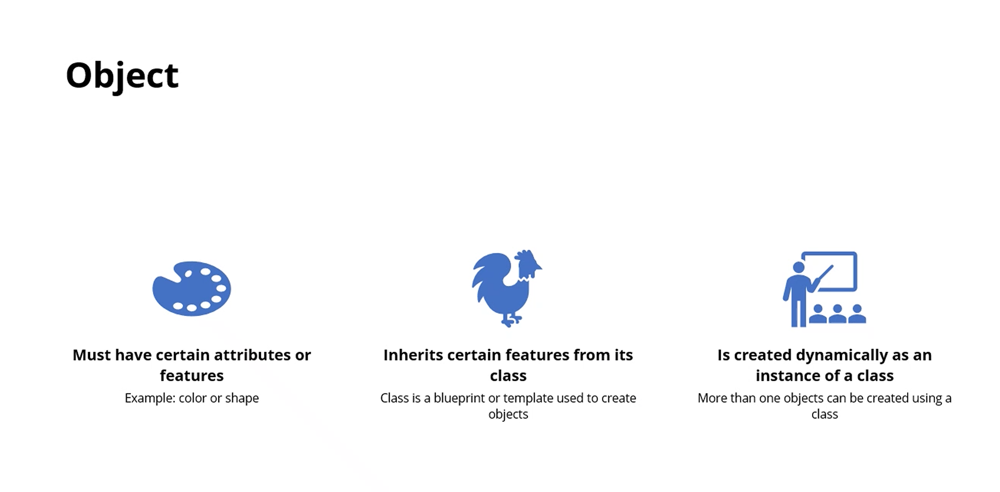 Object
Must have certain attributes or
features
Example: color or shape
Inherits certain features from its
class
Class is a blueprint or template used to create
objects
Is created dynamically as an
instance of a class
More than one objects can be created using a
class